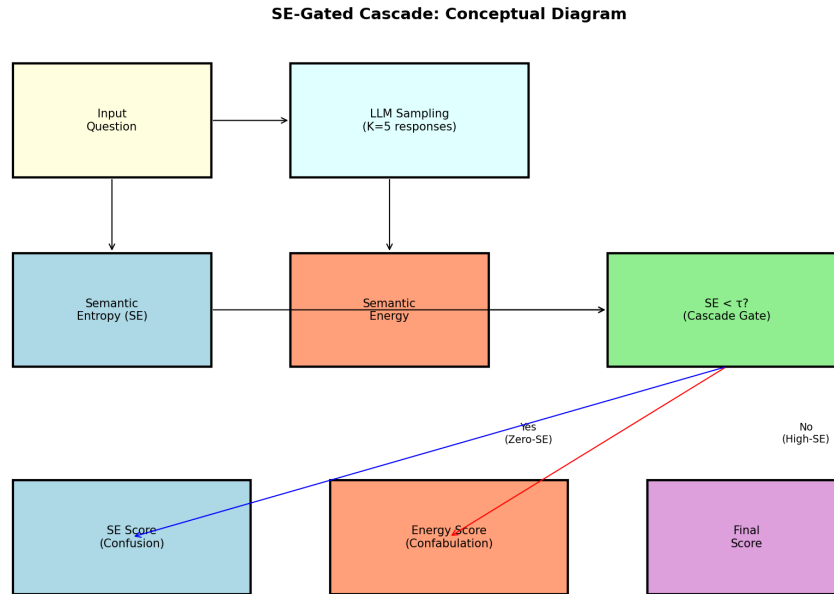 SE-Gated Cascade: Conceptual Diagram
Input
Question
LLM Sampling
(K=5 responses)
Semantic
Entropy (SE)
Semantic
Energy
SE < τ?
(Cascade Gate)
Yes
(Zero-SE)
No
(High-SE)
SE Score
(Confusion)
Energy Score
(Confabulation)
Final
Score